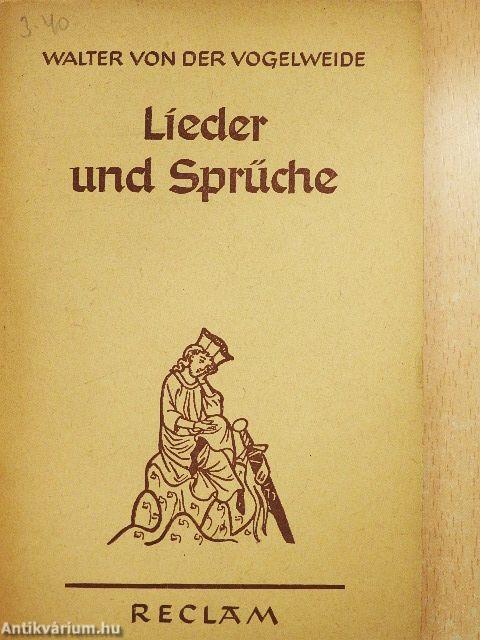 3.40
WALTER VON DER VOGELWEIDE
Lieder
und Sprüche
RECLAM
Antikvárium.hu